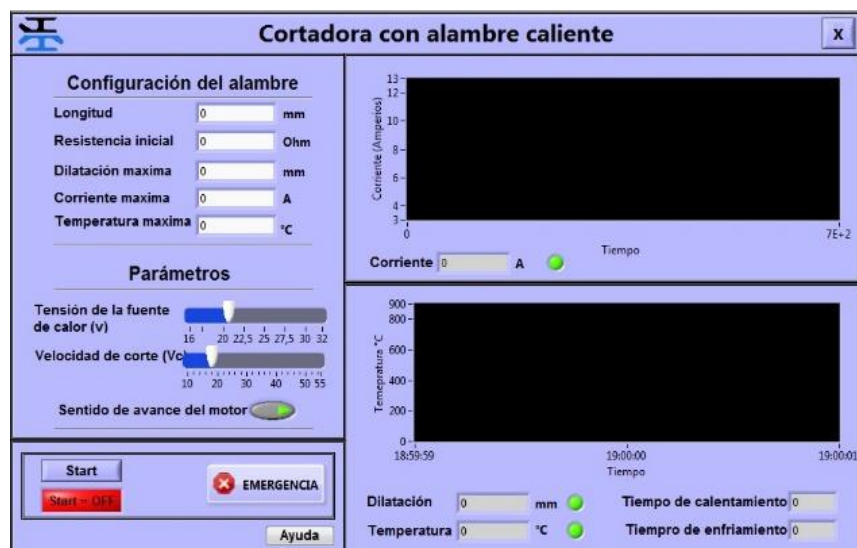 Cortadora con alambre caliente
x
Configuración del alambre
Longitud 0 mm
Resistencia inicial 0 Ohm
Dilatación maxima 0 mm
Corriente maxima 0 A
Temperatura maxima 0 °C
Parámetros
Tensión de la fuente
de calor (v)
16 20 22,5 25 27,5 30 32
Velocidad de corte (Vc)
10 20 30 40 50 55
Sentido de avance del motor
Start
Start = OFF
EMERGENCIA
Ayuda
Corriente (Amperios)
13
12
10
8
6
4
3
0 7E+2
Tiempo
Corriente 0 A
Temepratura °C
900
800
600
400
200
0
18:59:59 19:00:00 19:00:01
Tiempo
Dilatación 0 mm Tiempo de calentamiento 0
Temperatura 0 °C Tiempro de enfriamiento 0